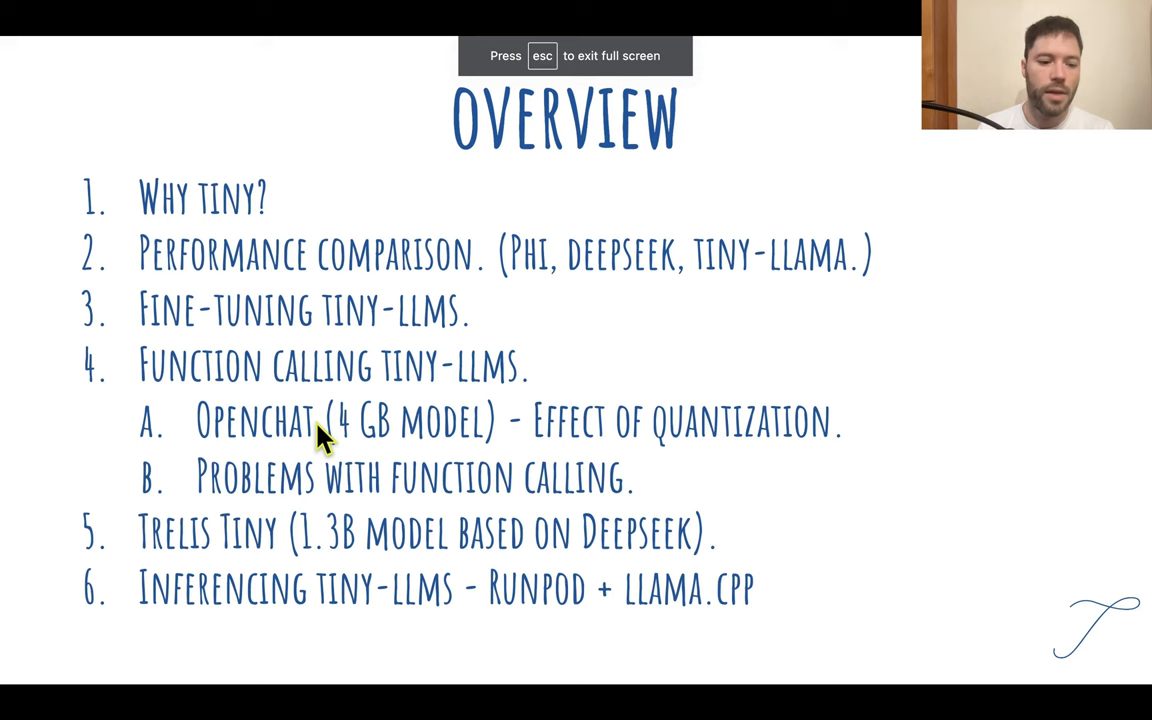 Press esc to exit full screen
OVERVIEW
1. WHY TINY?
2. PERFORMANCE COMPARISON. (PHI, DEEPSEEK, TINY-LLAMA.)
3. FINE-TUNING TINY-LLMS.
4. FUNCTION CALLING TINY-LLMS.
A. OPENCHAT (4 GB MODEL) - EFFECT OF QUANTIZATION.
B. PROBLEMS WITH FUNCTION CALLING.
5. TRELIS TINY (1.3B MODEL BASED ON DEEPSEEK).
6. INFERENCING TINY-LLMS - RUNPOD + LLAMA.CPP